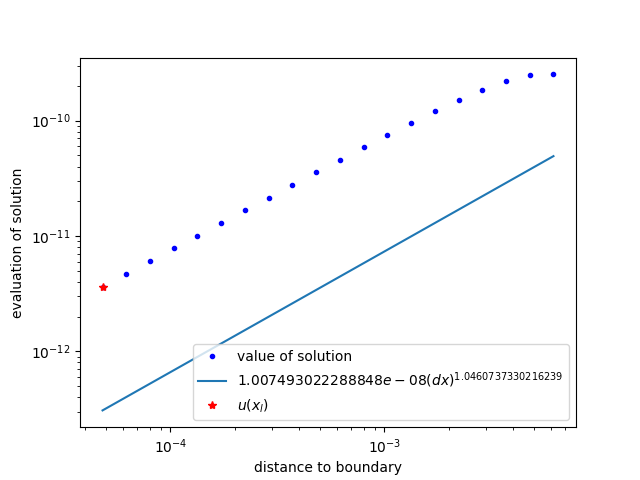 evaluation of solution
10⁻¹⁰
10⁻¹¹
10⁻¹²
value of solution
1.007493022288848e − 08(dx)^1.0460737330216239
u(x_l)
10⁻⁴
10⁻³
distance to boundary